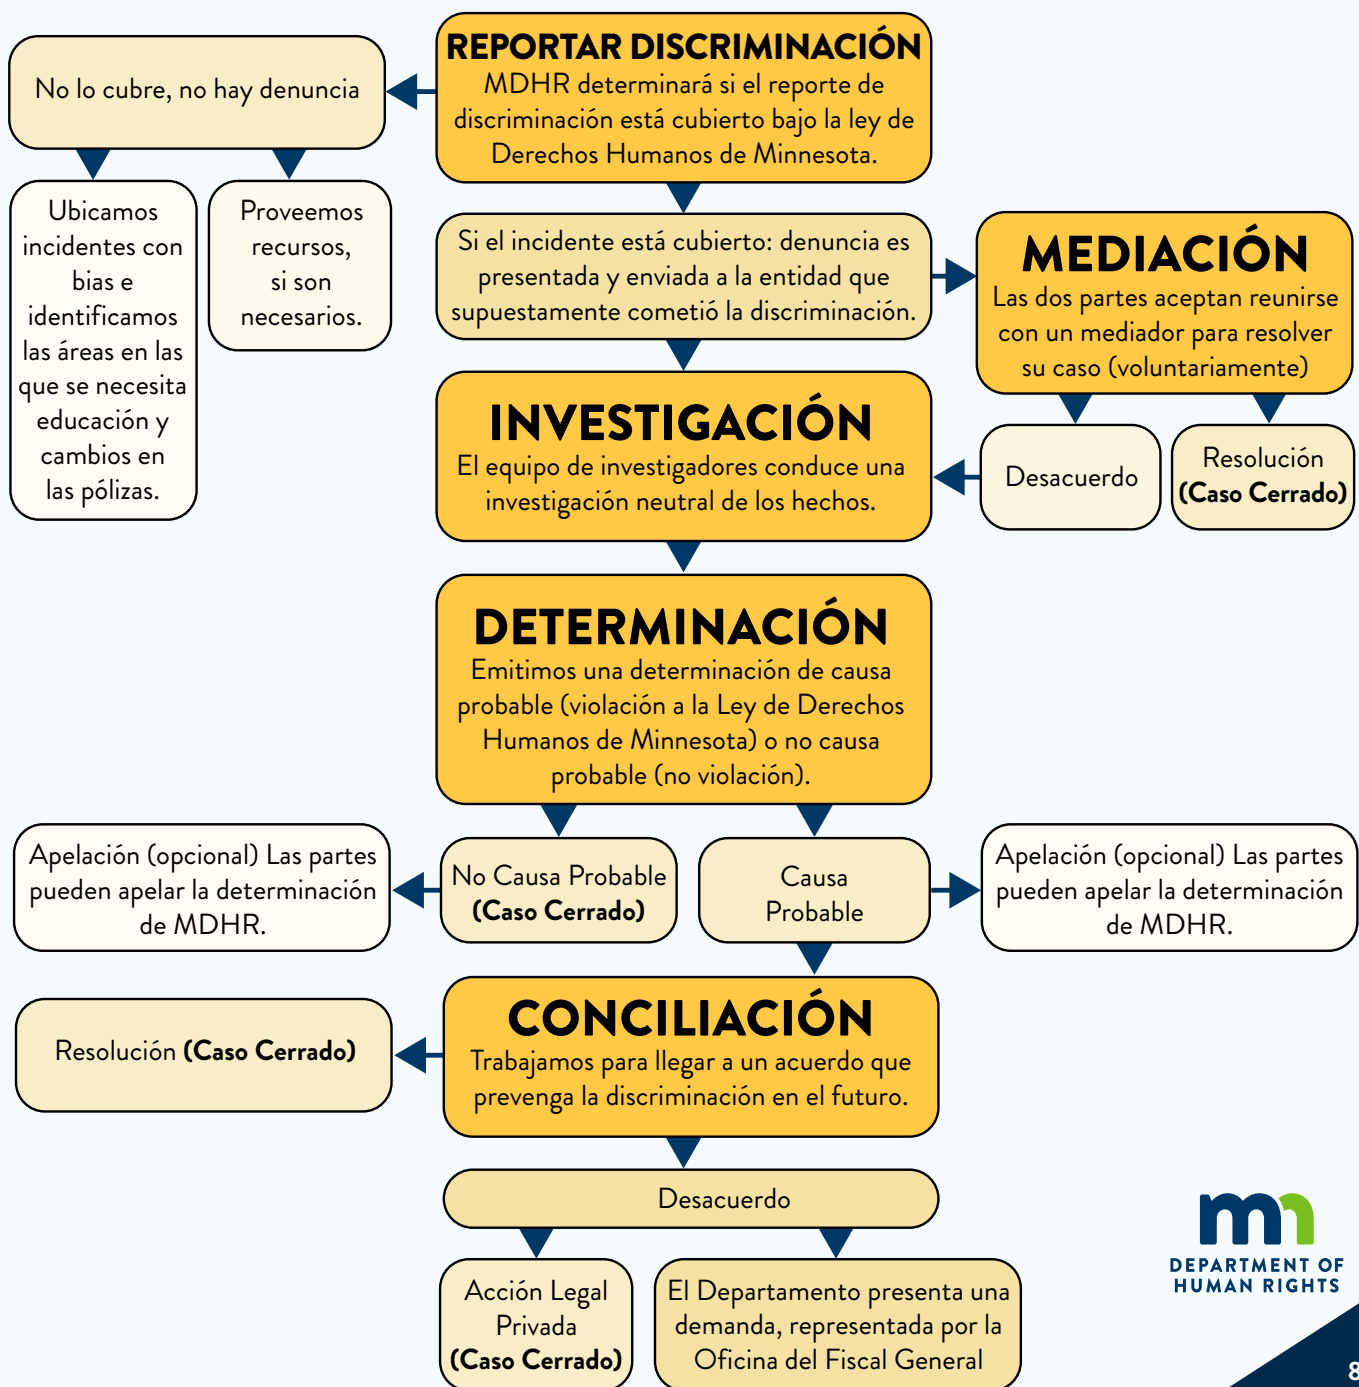 REPORTAR DISCRIMINACIÓN
MDHR determinará si el reporte de
discriminación está cubierto bajo la ley de
Derechos Humanos de Minnesota.
No lo cubre, no hay denuncia
Ubicamos
incidentes con
bias e
identificamos
las áreas en las
que se necesita
educación y
cambios en
las pólizas.
Proveemos
recursos,
si son
necesarios.
Si el incidente está cubierto: denuncia es
presentada y enviada a la entidad que
supuestamente cometió la discriminación.
MEDIACIÓN
Las dos partes aceptan reunirse
con un mediador para resolver
su caso (voluntariamente)
Desacuerdo
Resolución
(Caso Cerrado)
INVESTIGACIÓN
El equipo de investigadores conduce una
investigación neutral de los hechos.
DETERMINACIÓN
Emitimos una determinación de causa
probable (violación a la Ley de Derechos
Humanos de Minnesota) o no causa
probable (no violación).
No Causa Probable
(Caso Cerrado)
Apelación (opcional) Las partes
pueden apelar la determinación
de MDHR.
Causa
Probable
Apelación (opcional) Las partes
pueden apelar la determinación
de MDHR.
CONCILIACIÓN
Trabajamos para llegar a un acuerdo que
prevenga la discriminación en el futuro.
Resolución (Caso Cerrado)
Desacuerdo
Acción Legal
Privada
(Caso Cerrado)
El Departamento presenta una
demanda, representada por la
Oficina del Fiscal General
mn
DEPARTMENT OF
HUMAN RIGHTS
8